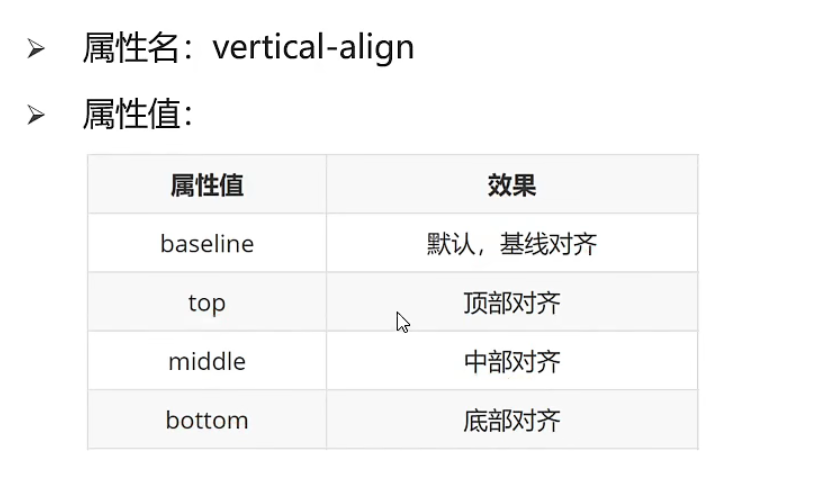 属性名：vertical-align
属性值：
属性值 效果
baseline 默认，基线对齐
top 顶部对齐
middle 中部对齐
bottom 底部对齐